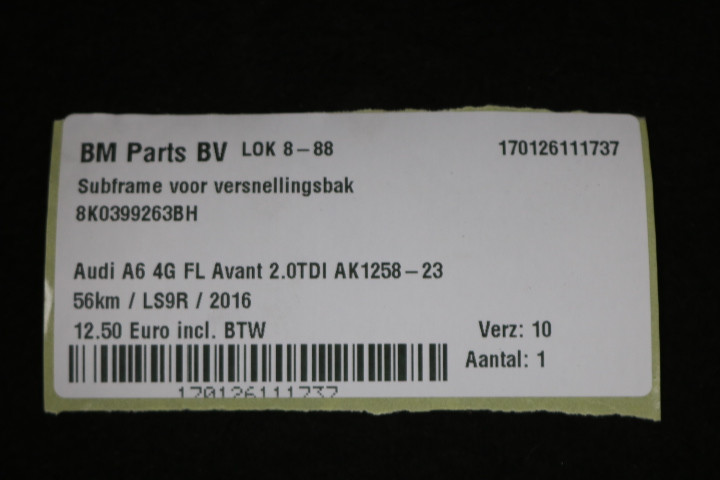 BM Parts BV LOK 8-88 170126111737
Subframe voor versnellingsbak
8K0399263BH
Audi A6 4G FL Avant 2.0TDI AK1258-23
56km / LS9R / 2016
12.50 Euro incl. BTW Verz: 10
Aantal: 1
170126111737